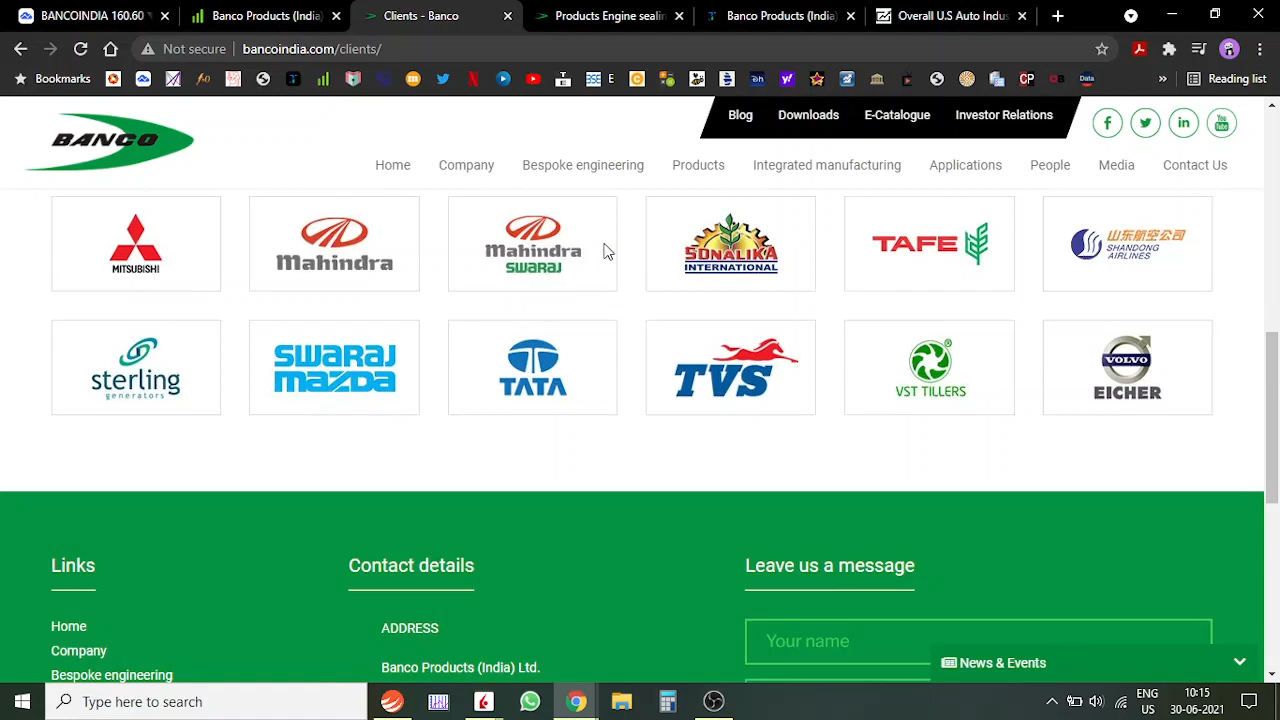 BANCOINDIA 160.60
Banco Products (India)
Clients - Banco
Products Engine sealin
Banco Products (India)
Overall U.S Auto Indus
Not secure
bancoindia.com/clients/
Bookmarks
Reading list
BANCO
Blog
Downloads
E-Catalogue
Investor Relations
Home
Company
Bespoke engineering
Products
Integrated manufacturing
Applications
People
Media
Contact Us
MITSUBISHI
Mahindra
Mahindra
SWARAJ
SONALIKA
INTERNATIONAL
TAFE
山东航空公司
SHANDONG
AIRLINES
sterling
generators
SWARAJ
MAZDA
TATA
TVS
VST TILLERS
VOLVO
EICHER
Links
Contact details
Leave us a message
Home
ADDRESS
Your name
Company
Banco Products (India) Ltd.
News & Events
Bespoke engineering
Type here to search
ENG
US
10:15
30-06-2021